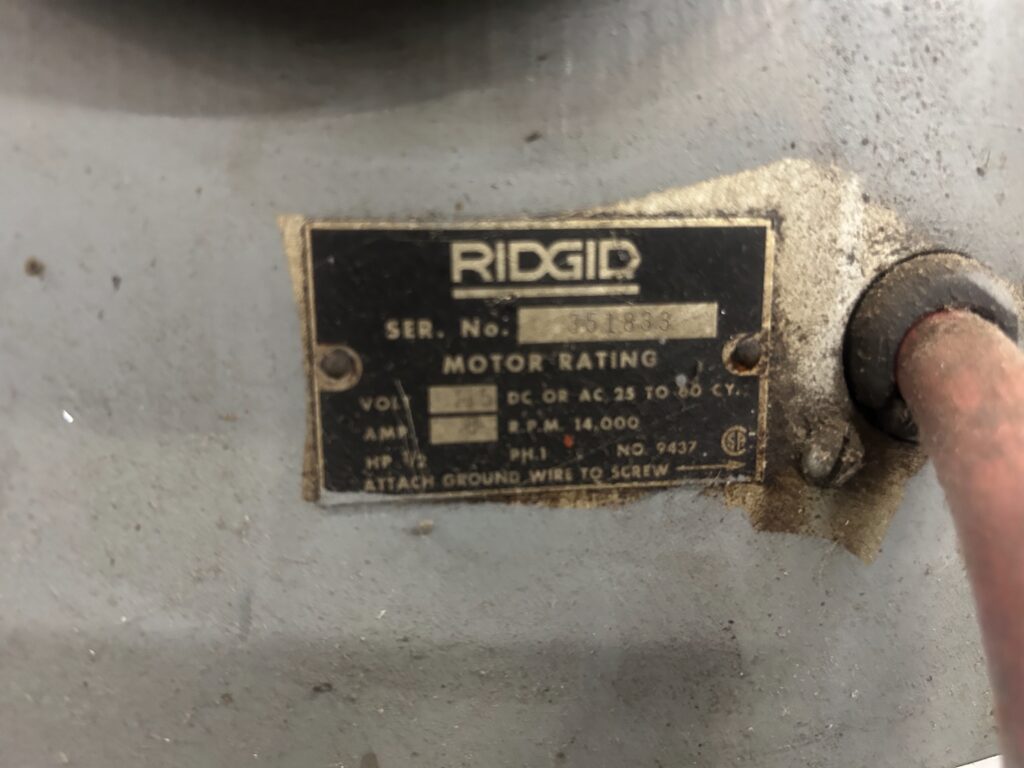 RIDGID
SER. No. 351833
MOTOR RATING
VOLT 115 DC OR AC, 25 TO 60 CY.
AMP R.P.M. 14,000
HP 1/2 PH.1 NO. 9437
ATTACH GROUND WIRE TO SCREW